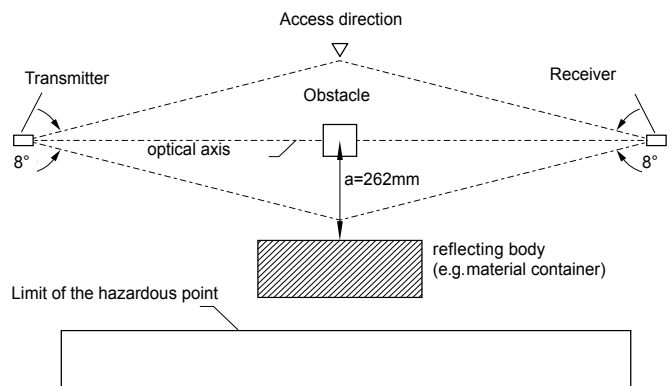 Access direction
Transmitter
Receiver
Obstacle
8°
optical axis
8°
a=262mm
reflecting body
(e.g.material container)
Limit of the hazardous point